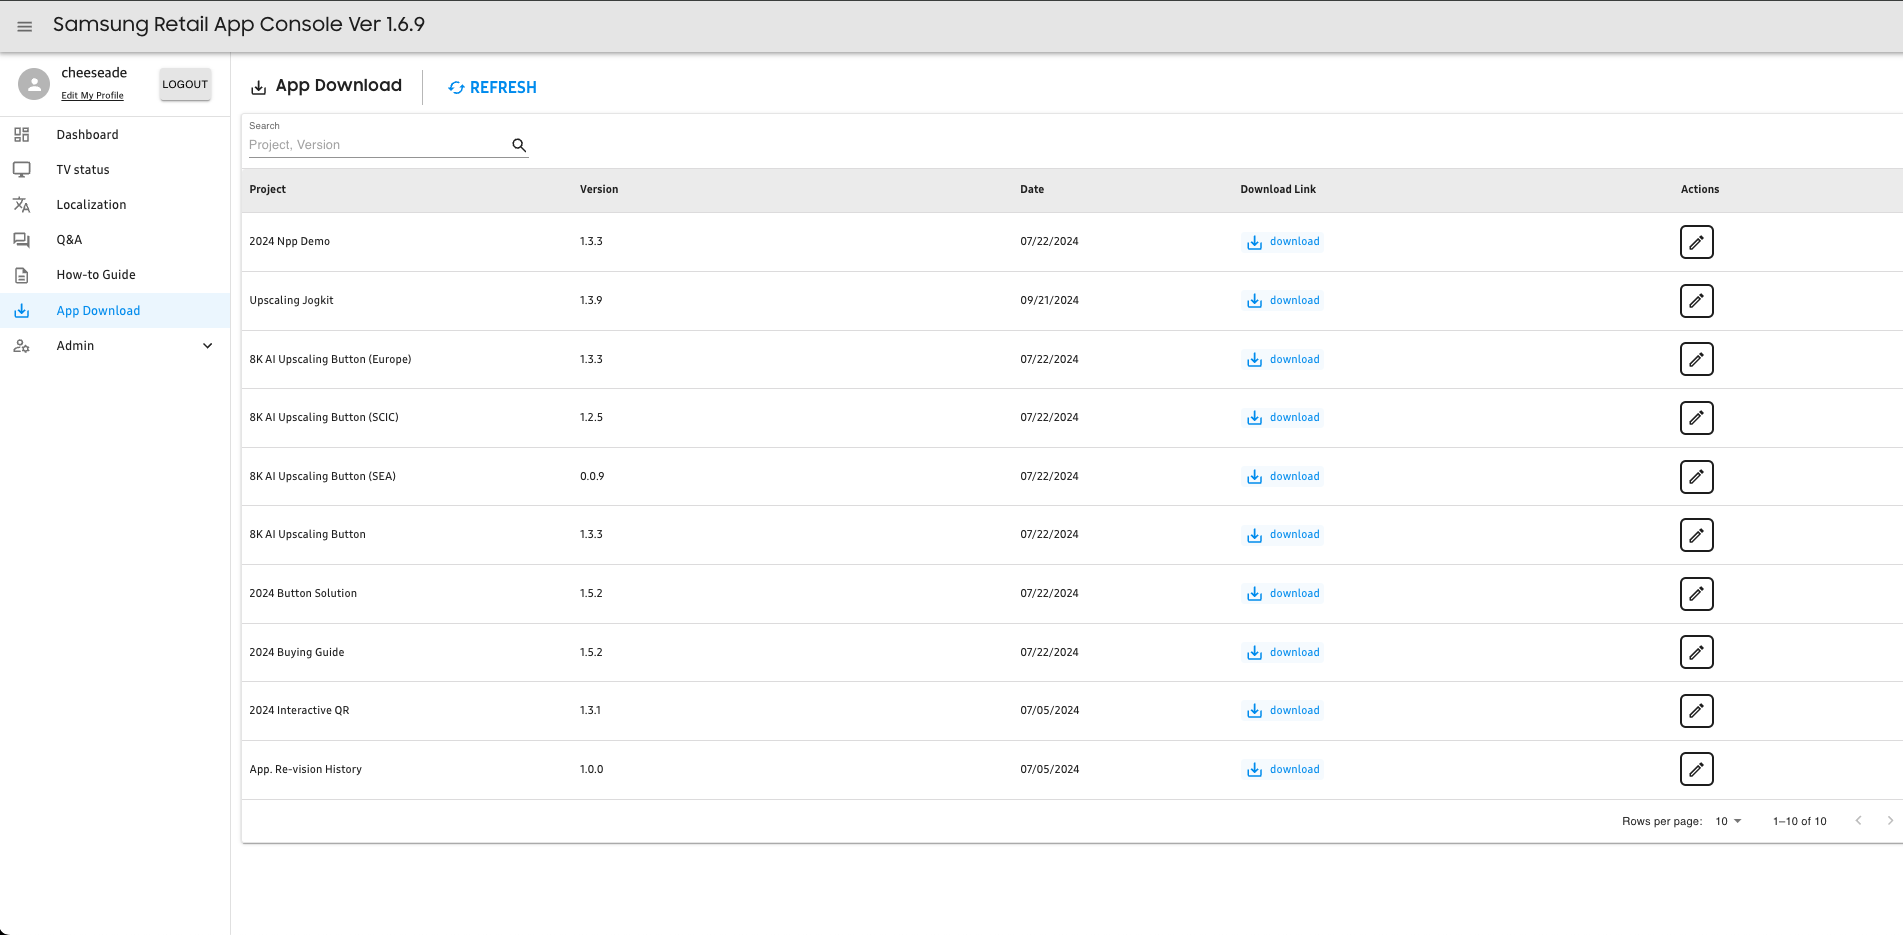 Samsung Retail App Console Ver 1.6.9
cheeseade
Edit My Profile
LOGOUT
Dashboard
TV status
Localization
Q&A
How-to Guide
App Download
Admin
App Download
REFRESH
Search
Project, Version
Project Version Date Download Link Actions
2024 Npp Demo 1.3.3 07/22/2024 download
Upscaling Jogkit 1.3.9 09/21/2024 download
8K AI Upscaling Button (Europe) 1.3.3 07/22/2024 download
8K AI Upscaling Button (SCIC) 1.2.5 07/22/2024 download
8K AI Upscaling Button (SEA) 0.0.9 07/22/2024 download
8K AI Upscaling Button 1.3.3 07/22/2024 download
2024 Button Solution 1.5.2 07/22/2024 download
2024 Buying Guide 1.5.2 07/22/2024 download
2024 Interactive QR 1.3.1 07/05/2024 download
App. Re-vision History 1.0.0 07/05/2024 download
Rows per page: 10 1–10 of 10